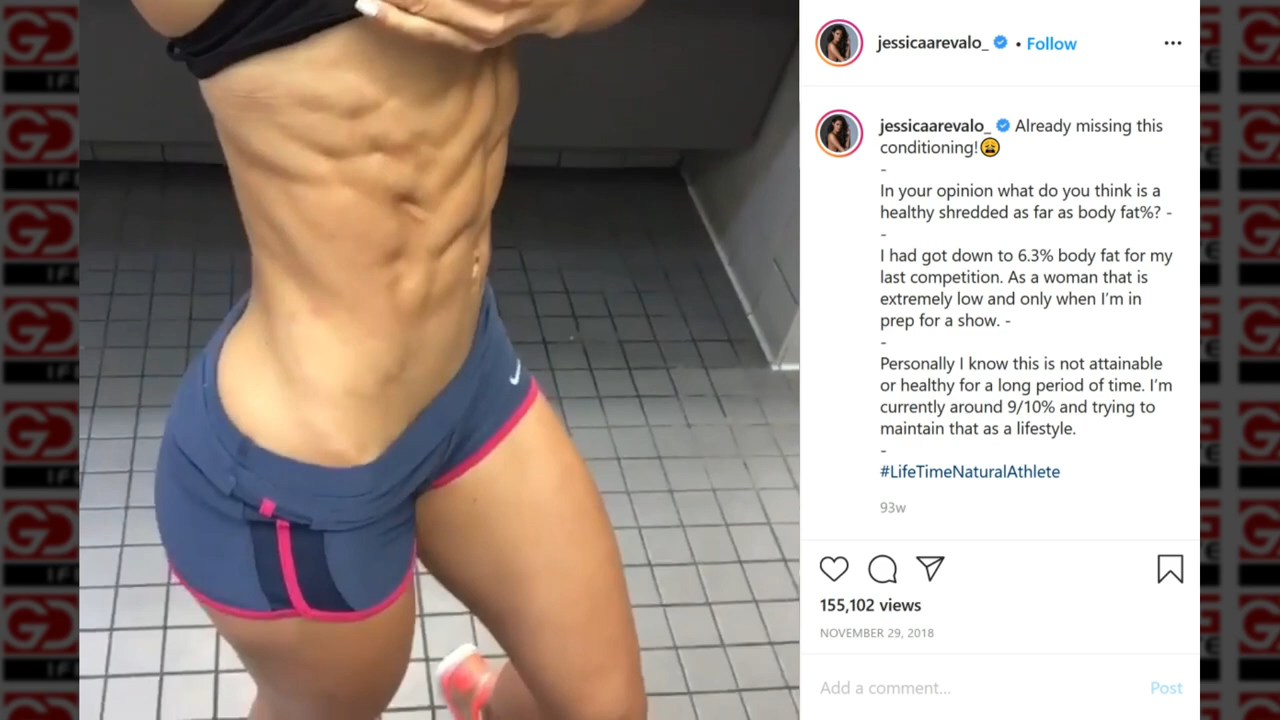 jessicaarevalo_ • Follow
jessicaarevalo_ Already missing this
conditioning!😩
-
In your opinion what do you think is a
healthy shredded as far as body fat%? -
-
I had got down to 6.3% body fat for my
last competition. As a woman that is
extremely low and only when I'm in
prep for a show. -
-
Personally I know this is not attainable
or healthy for a long period of time. I'm
currently around 9/10% and trying to
maintain that as a lifestyle.
-
#LifeTimeNaturalAthlete
93w
155,102 views
NOVEMBER 29, 2018
Add a comment... Post